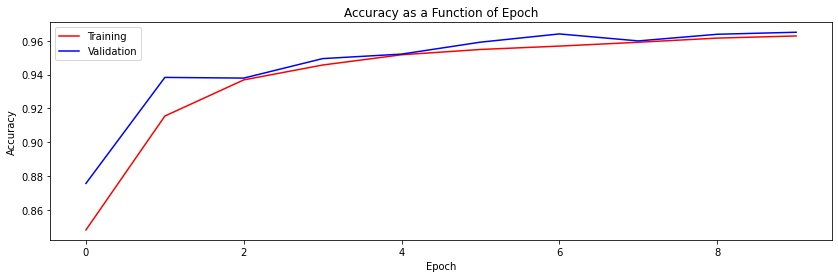 Accuracy as a Function of Epoch
Training
Validation
0.96
0.94
0.92
0.90
0.88
0.86
Accuracy
0
2
4
6
8
Epoch